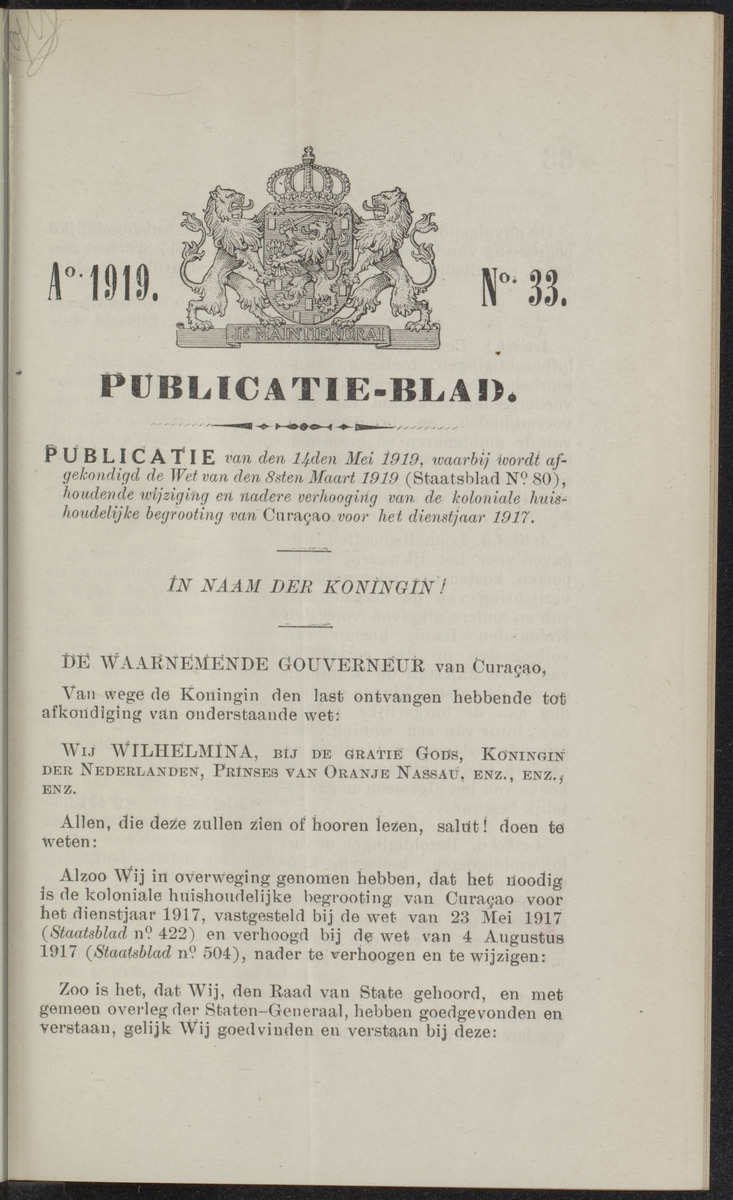 Aº. 1919.
Nº. 33.
JE MAINTIENDRAI
PUBLICATIE-BLAD.
PUBLICATIE van den 14den Mei 1919, waarbij wordt af-
gekondigd de Wet van den 8sten Maart 1919 (Staatsblad Nº 80),
houdende wijziging en nadere verhooging van de koloniale huis-
houdelijke begrooting van Curaçao voor het dienstjaar 1917.
IN NAAM DER KONINGIN!
DE WAARNEMENDE GOUVERNEUR van Curaçao,
Van wege de Koningin den last ontvangen hebbende tot
afkondiging van onderstaande wet:
WIJ WILHELMINA, BIJ DE GRATIE GODS, KONINGIN
DER NEDERLANDEN, PRINSES VAN ORANJE NASSAU, ENZ., ENZ.,
ENZ.
Allen, die deze zullen zien of hooren lezen, salut! doen te
weten:
Alzoo Wij in overweging genomen hebben, dat het noodig
is de koloniale huishoudelijke begrooting van Curaçao voor
het dienstjaar 1917, vastgesteld bij de wet van 23 Mei 1917
(Staatsblad nº 422) en verhoogd bij de wet van 4 Augustus
1917 (Staatsblad nº 504), nader te verhoogen en te wijzigen:
Zoo is het, dat Wij, den Raad van State gehoord, en met
gemeen overleg der Staten-Generaal, hebben goedgevonden en
verstaan, gelijk Wij goedvinden en verstaan bij deze: